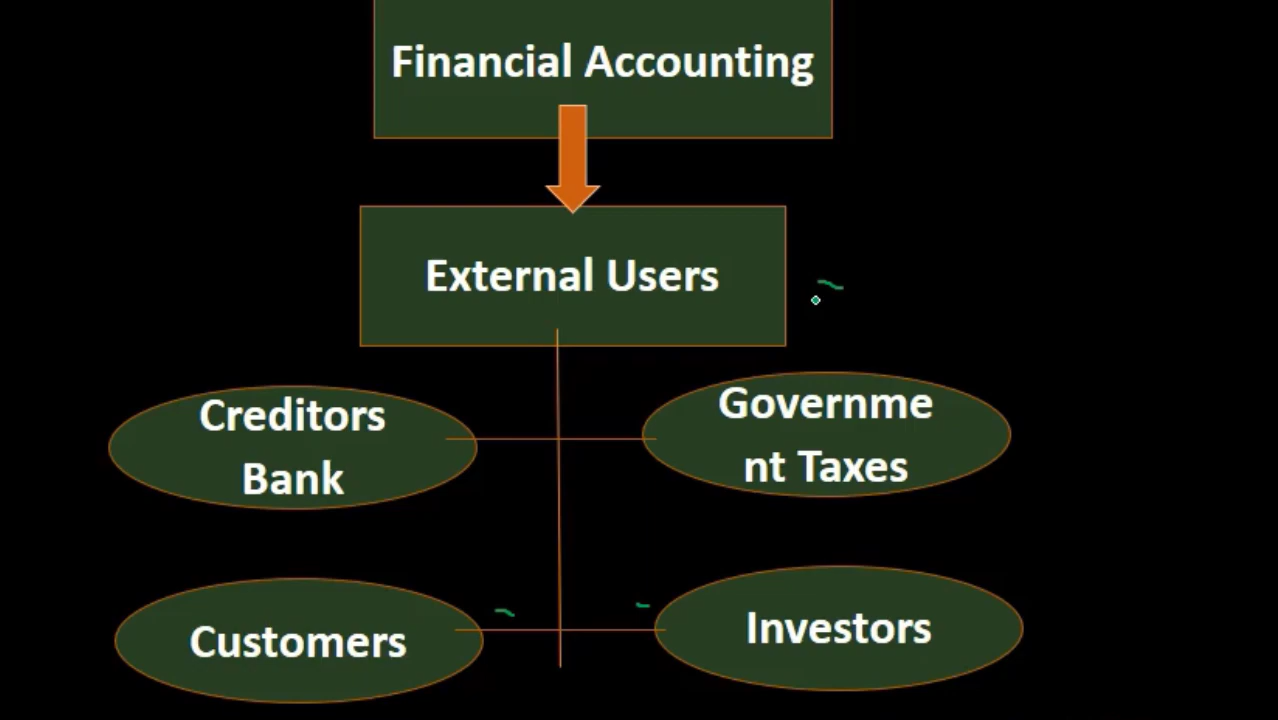 Financial Accounting
External Users
Creditors
Bank
Governme
nt Taxes
Customers
Investors